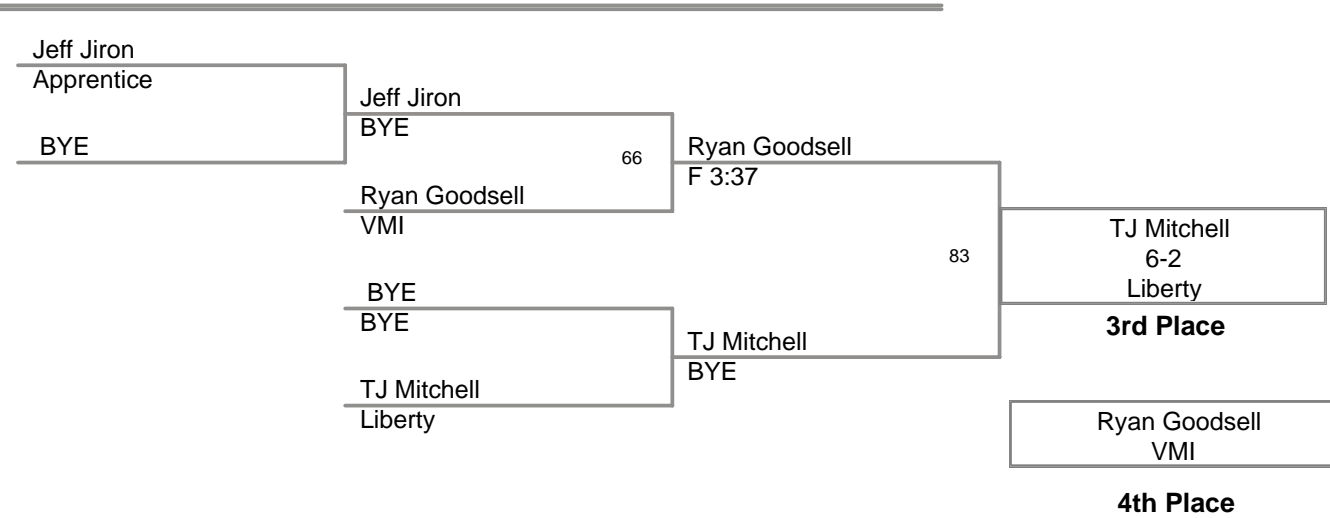 Jeff Jiron
Apprentice
BYE
Jeff Jiron
BYE
66
Ryan Goodsell
VMI
BYE
BYE
TJ Mitchell
Liberty
Ryan Goodsell
F 3:37
83
TJ Mitchell
BYE
TJ Mitchell
6-2
Liberty
3rd Place
Ryan Goodsell
VMI
4th Place